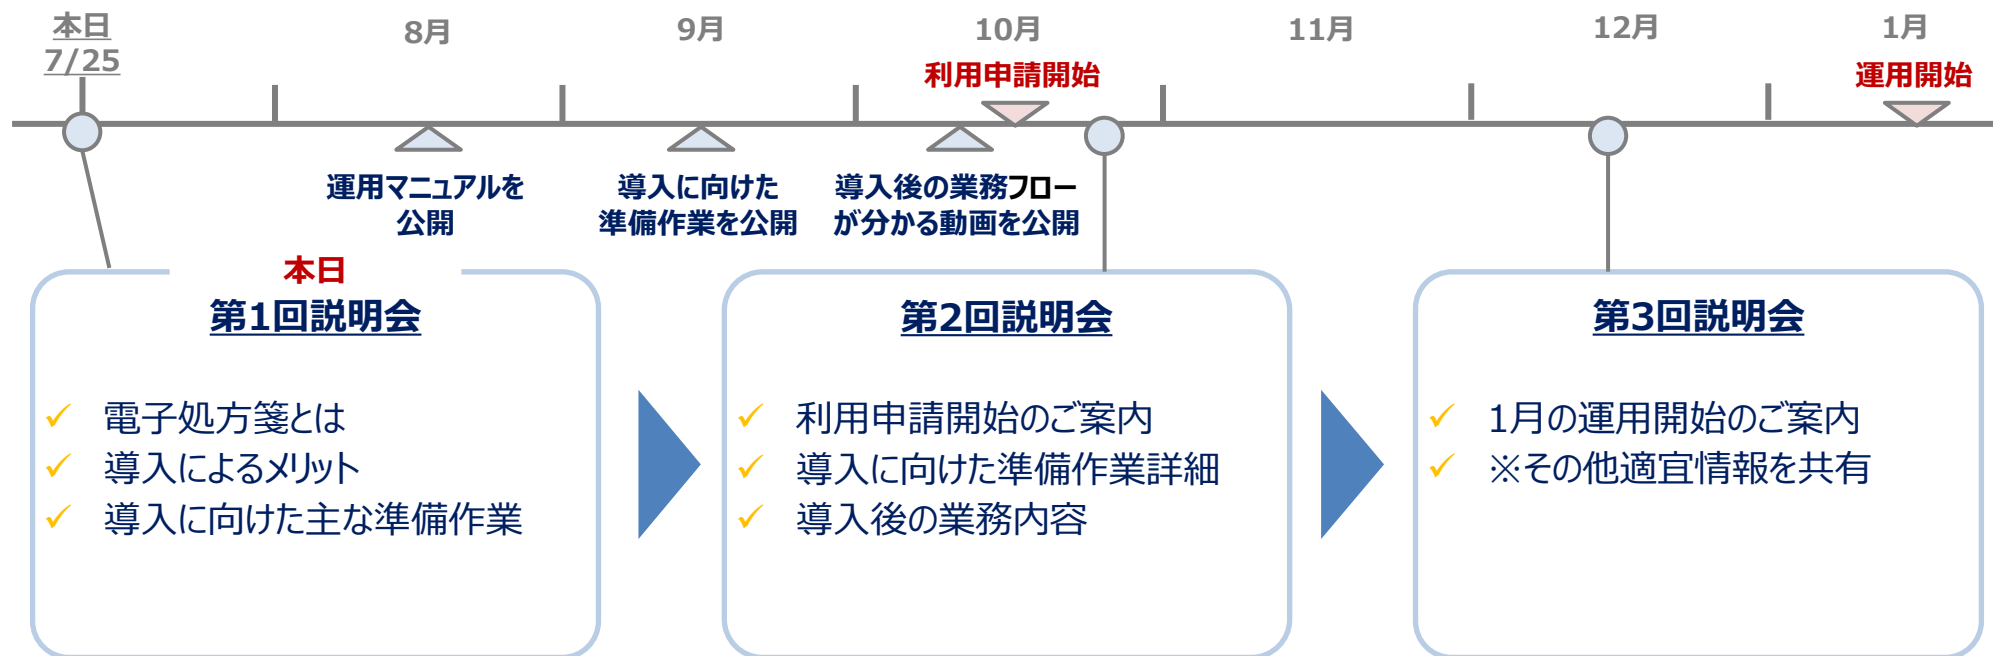 本日
7/25
8月
9月
10月
11月
12月
1月
利用申請開始
運用開始
運用マニュアルを
公開
導入に向けた
準備作業を公開
導入後の業務フロー
が分かる動画を公開
本日
第1回説明会
✓ 電子処方箋とは
✓ 導入によるメリット
✓ 導入に向けた主な準備作業
第2回説明会
✓ 利用申請開始のご案内
✓ 導入に向けた準備作業詳細
✓ 導入後の業務内容
第3回説明会
✓ 1月の運用開始のご案内
✓ ※その他適宜情報を共有